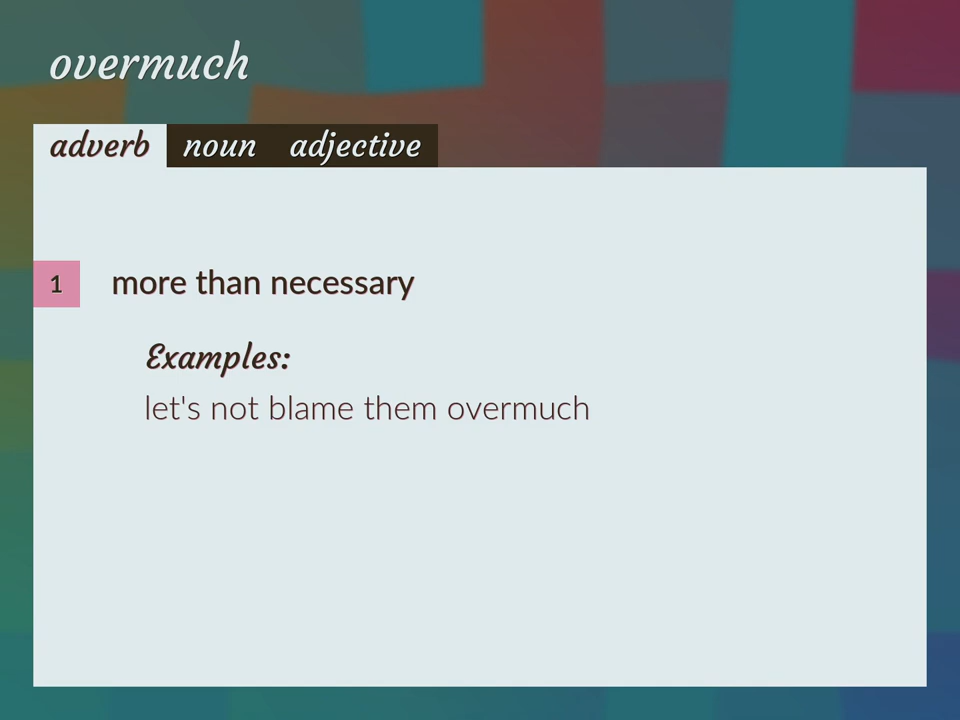 overmuch
adverb noun adjective
1 more than necessary
Examples:
let's not blame them overmuch